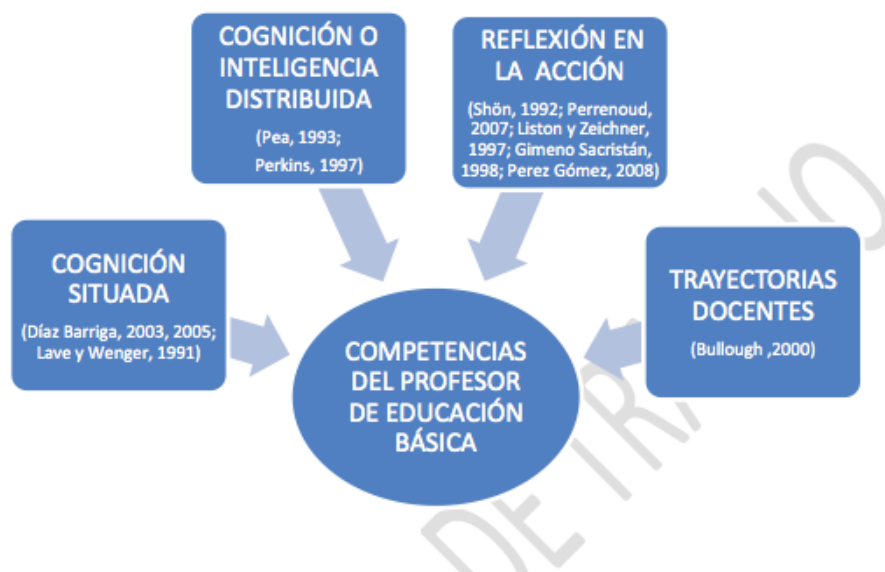 COGNICIÓN O
INTELIGENCIA
DISTRIBUIDA
(Pea, 1993;
Perkins, 1997)
REFLEXIÓN EN
LA ACCIÓN
(Shön, 1992; Perrenoud,
2007; Liston y Zeichner,
1997; Gimeno Sacristán,
1998; Perez Gómez, 2008)
COGNICIÓN
SITUADA
(Díaz Barriga, 2003, 2005;
Lave y Wenger, 1991)
TRAYECTORIAS
DOCENTES
(Bullough ,2000)
COMPETENCIAS
DEL PROFESOR
DE EDUCACIÓN
BÁSICA
DE